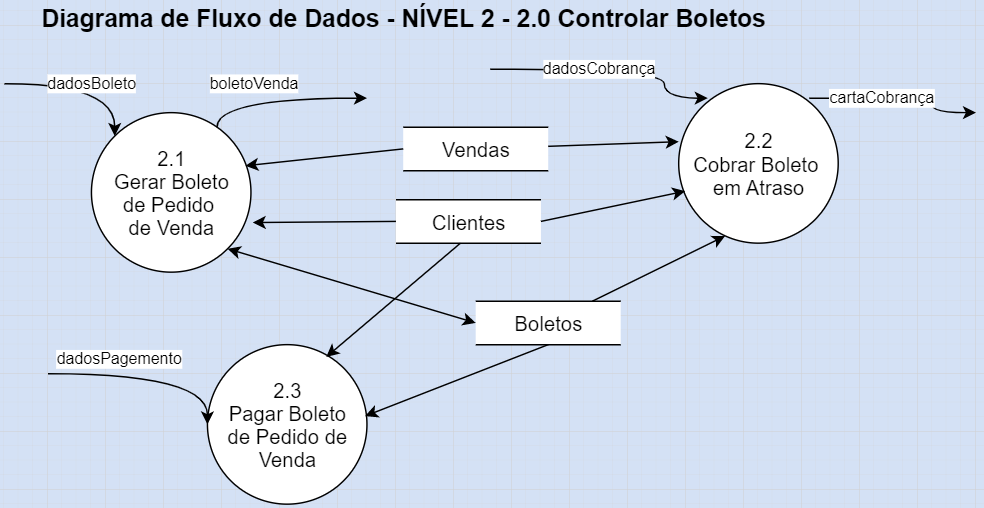 Diagrama de Fluxo de Dados - NÍVEL 2 - 2.0 Controlar Boletos
dadosBoleto
boletoVenda
dadosCobrança
cartaCobrança
2.1
Gerar Boleto
de Pedido
de Venda
Vendas
2.2
Cobrar Boleto
em Atraso
Clientes
Boletos
dadosPagemento
2.3
Pagar Boleto
de Pedido de
Venda